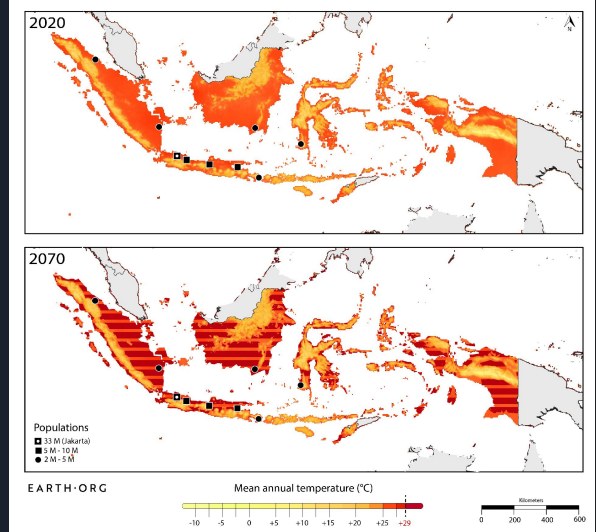 2020
N
2070
Populations
33 M (Jakarta)
5 M - 10 M
2 M - 5 M
EARTH·ORG
Mean annual temperature (°C)
-10 -5 0 +5 +10 +15 +20 +25 +29
Kilometers
0 200 400 600